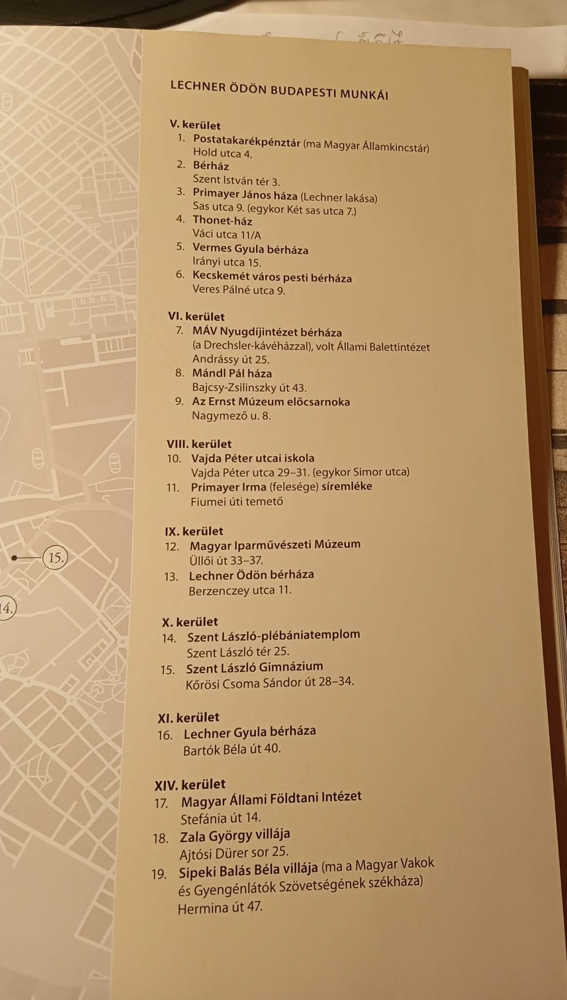 LECHNER ÖDÖN BUDAPESTI MUNKÁI
V. kerület
1. Postatakarékpénztár (ma Magyar Államkincstár)
Hold utca 4.
2. Bérház
Szent István tér 3.
3. Primayer János háza (Lechner lakása)
Sas utca 9. (egykor Két sas utca 7.)
4. Thonet-ház
Váci utca 11/A
5. Vermes Gyula bérháza
Irányi utca 15.
6. Kecskemét város pesti bérháza
Veres Pálné utca 9.
VI. kerület
7. MÁV Nyugdíjintézet bérháza
(a Drechsler-kávéházzal), volt Állami Balettintézet
Andrássy út 25.
8. Mándl Pál háza
Bajcsy-Zsilinszky út 43.
9. Az Ernst Múzeum előcsarnoka
Nagymező u. 8.
VIII. kerület
10. Vajda Péter utcai iskola
Vajda Péter utca 29–31. (egykor Simor utca)
11. Primayer Irma (felesége) síremléke
Fiumei úti temető
IX. kerület
12. Magyar Iparművészeti Múzeum
Üllői út 33–37.
13. Lechner Ödön bérháza
Berzenczey utca 11.
X. kerület
14. Szent László-plébániatemplom
Szent László tér 25.
15. Szent László Gimnázium
Kőrösi Csoma Sándor út 28–34.
XI. kerület
16. Lechner Gyula bérháza
Bartók Béla út 40.
XIV. kerület
17. Magyar Állami Földtani Intézet
Stefánia út 14.
18. Zala György villája
Ajtósi Dürer sor 25.
19. Sipeki Balás Béla villája (ma a Magyar Vakok
és Gyengénlátók Szövetségének székháza)
Hermina út 47.
15.
14.